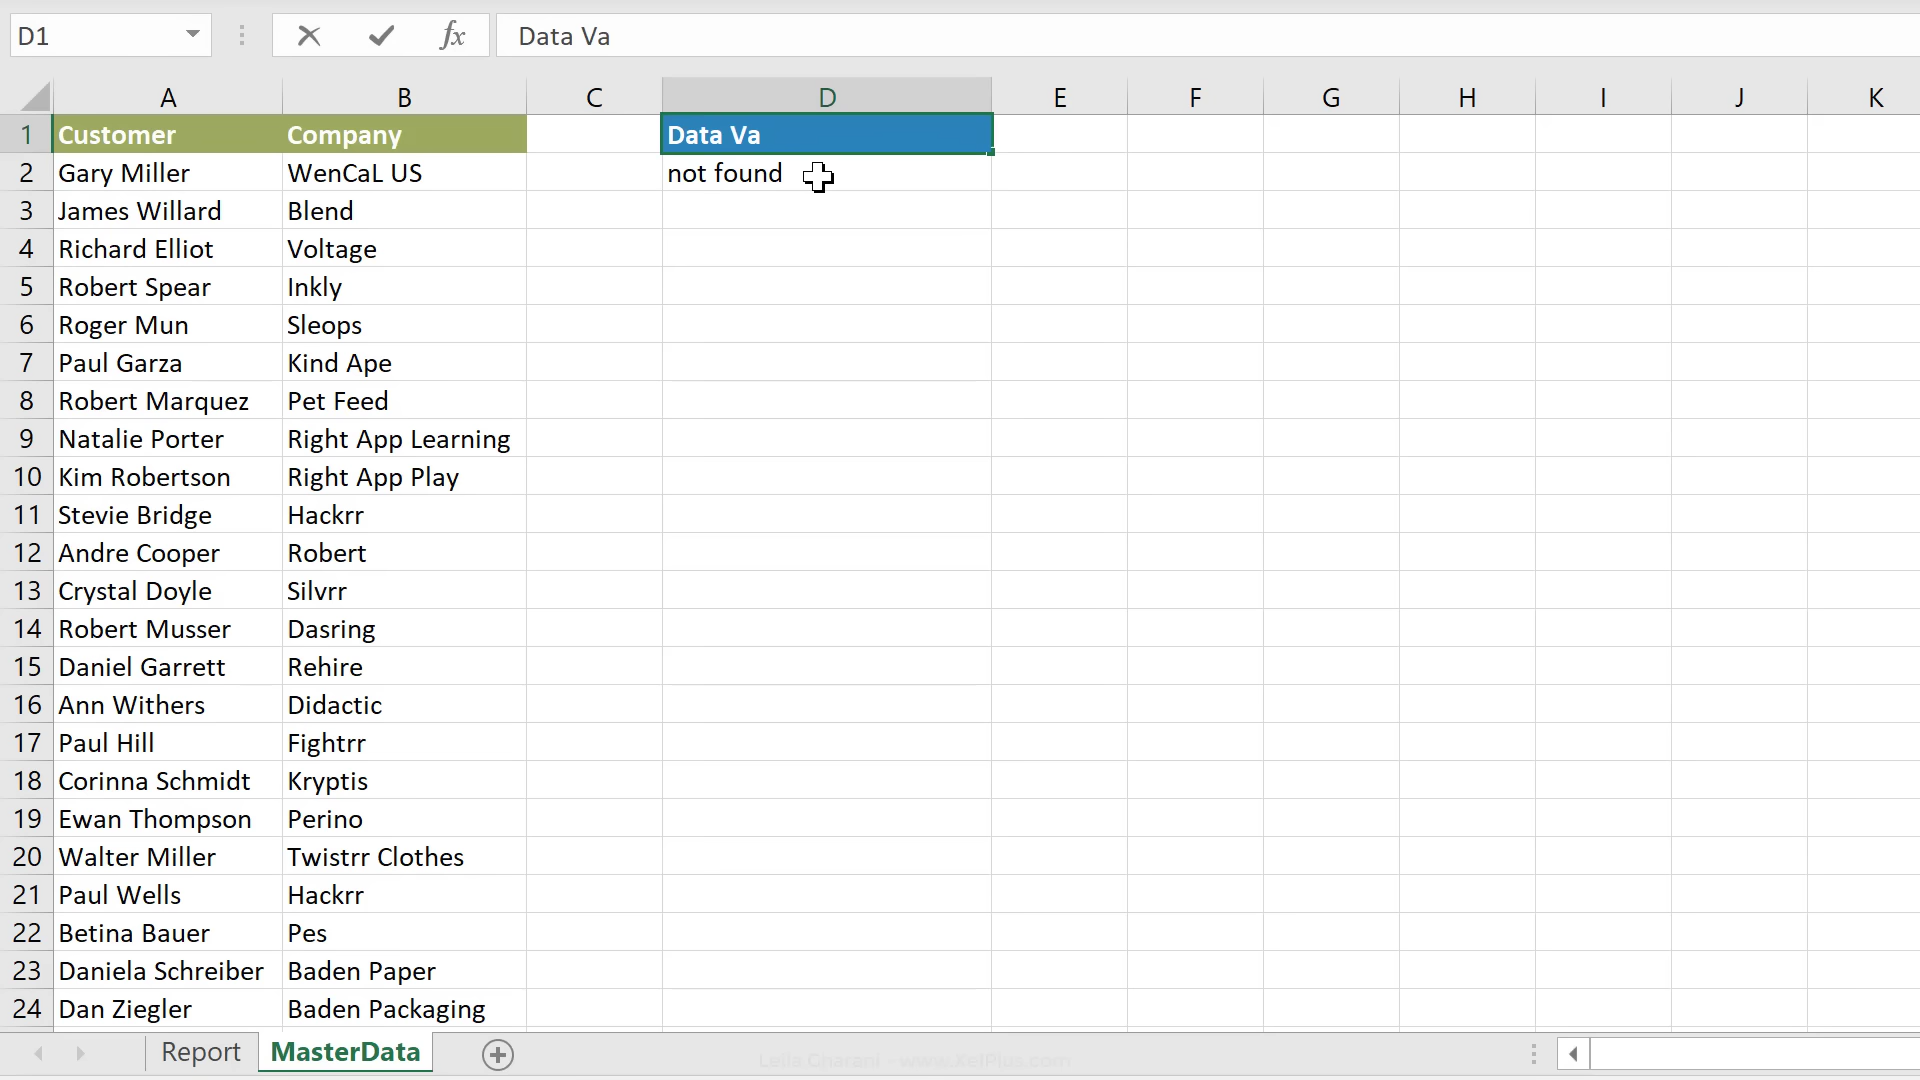 D1 fx Data Va
A B C D E F G H I J K
1 Customer Company Data Va
2 Gary Miller WenCaL US not found
3 James Willard Blend
4 Richard Elliot Voltage
5 Robert Spear Inkly
6 Roger Mun Sleops
7 Paul Garza Kind Ape
8 Robert Marquez Pet Feed
9 Natalie Porter Right App Learning
10 Kim Robertson Right App Play
11 Stevie Bridge Hackrr
12 Andre Cooper Robert
13 Crystal Doyle Silvrr
14 Robert Musser Dasring
15 Daniel Garrett Rehire
16 Ann Withers Didactic
17 Paul Hill Fightrr
18 Corinna Schmidt Kryptis
19 Ewan Thompson Perino
20 Walter Miller Twistrr Clothes
21 Paul Wells Hackrr
22 Betina Bauer Pes
23 Daniela Schreiber Baden Paper
24 Dan Ziegler Baden Packaging
Report MasterData
Leila Gharani - www.XelPlus.com